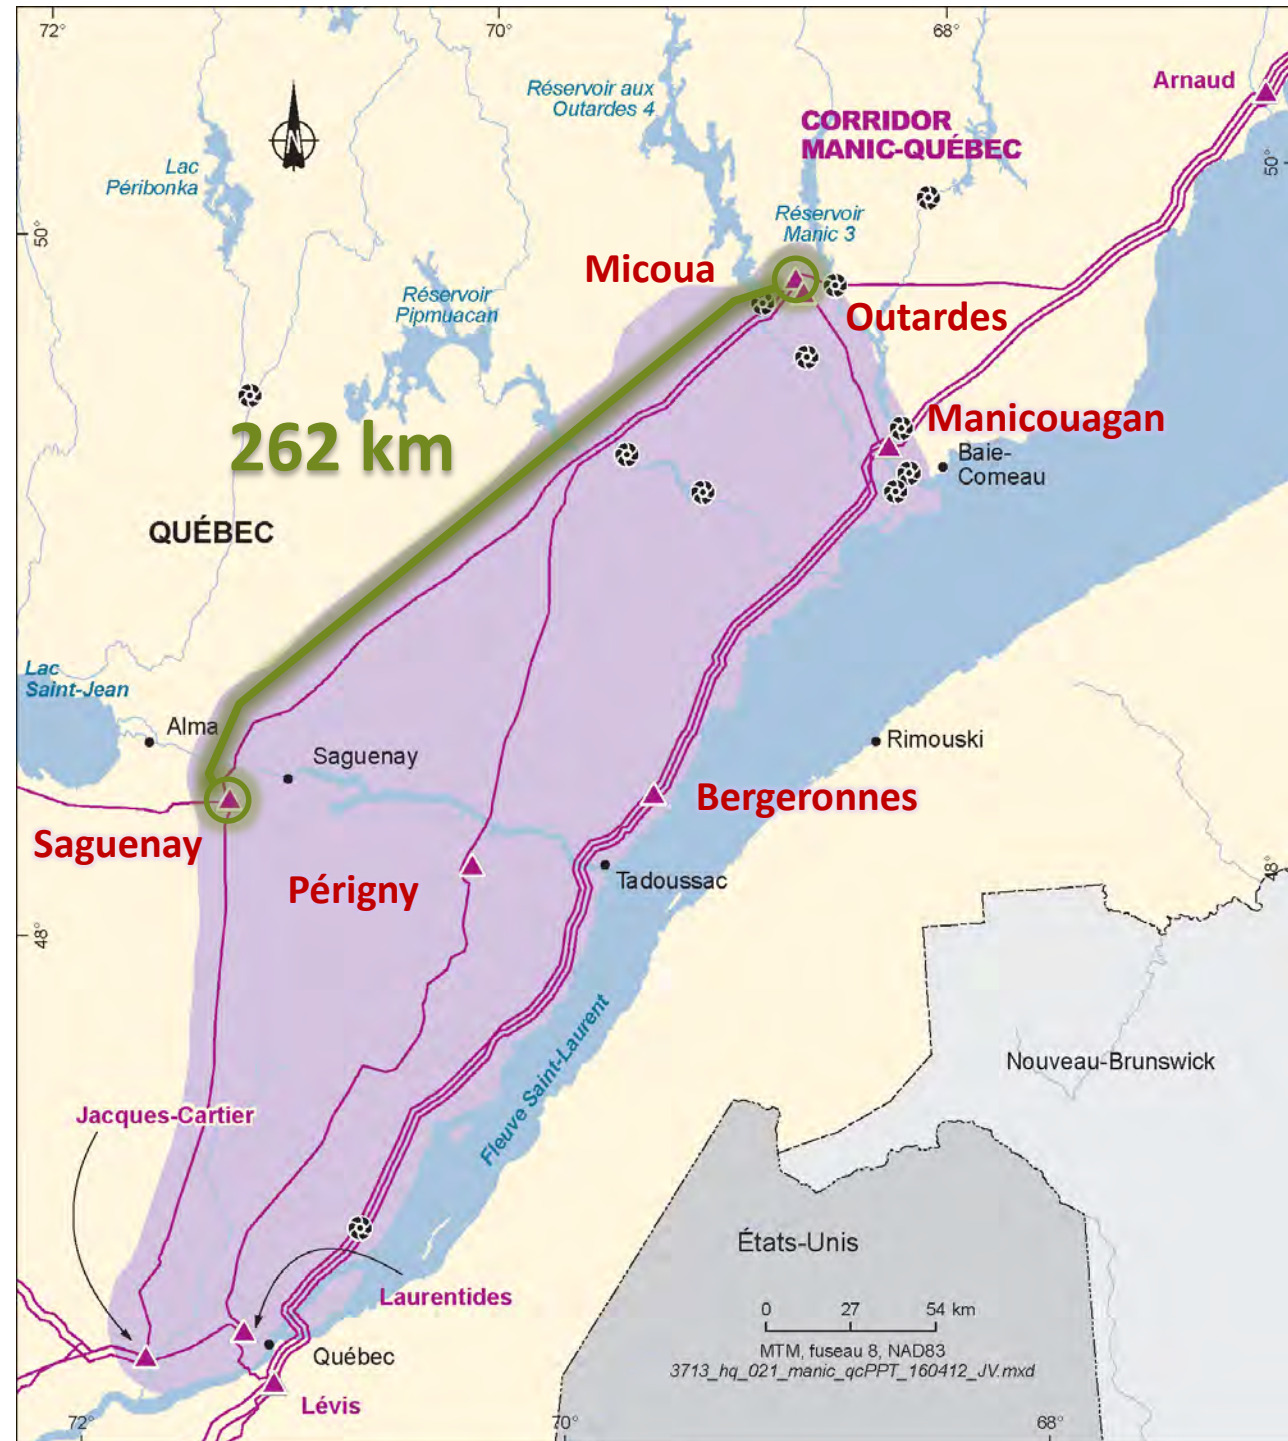 72°
70°
68°
Arnaud
Réservoir aux
Outardes 4
CORRIDOR
MANIC-QUÉBEC
50°
N
Lac
Péribonka
Réservoir
Manic 3
50°
Micoua
Réservoir
Pipmuacan
Outardes
262 km
Manicouagan
Baie-
Comeau
QUÉBEC
Lac
Saint-Jean
Alma
Rimouski
Saguenay
Bergeronnes
Saguenay
Périgny
Tadoussac
48°
48°
Fleuve Saint-Laurent
Nouveau-Brunswick
Jacques-Cartier
États-Unis
Laurentides
0 27 54 km
Québec
MTM, fuseau 8, NAD83
3713_hq_021_manic_qcPPT_160412_JV.mxd
Lévis
72°
70°
68°